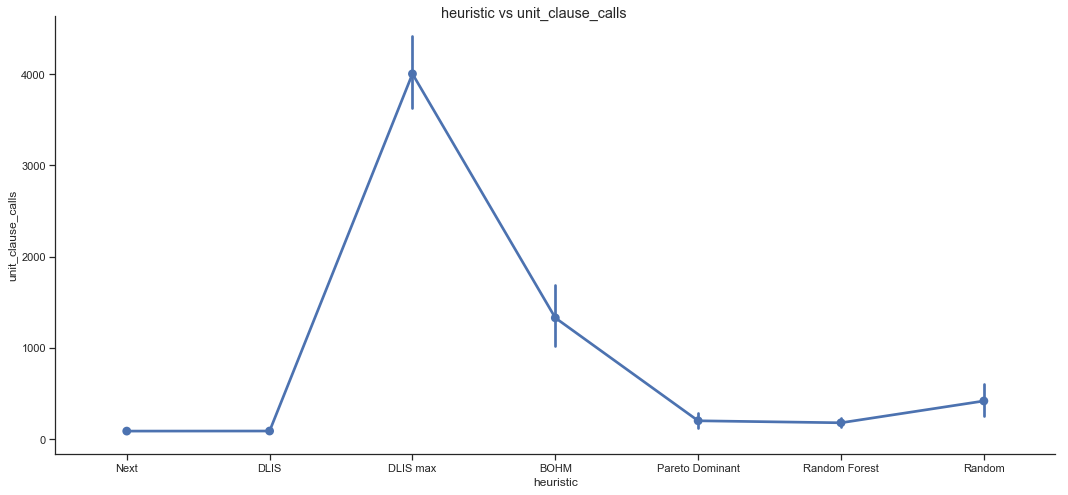 heuristic vs unit_clause_calls
4000
3000
2000
1000
0
unit_clause_calls
Next DLIS DLIS max BOHM Pareto Dominant Random Forest Random
heuristic